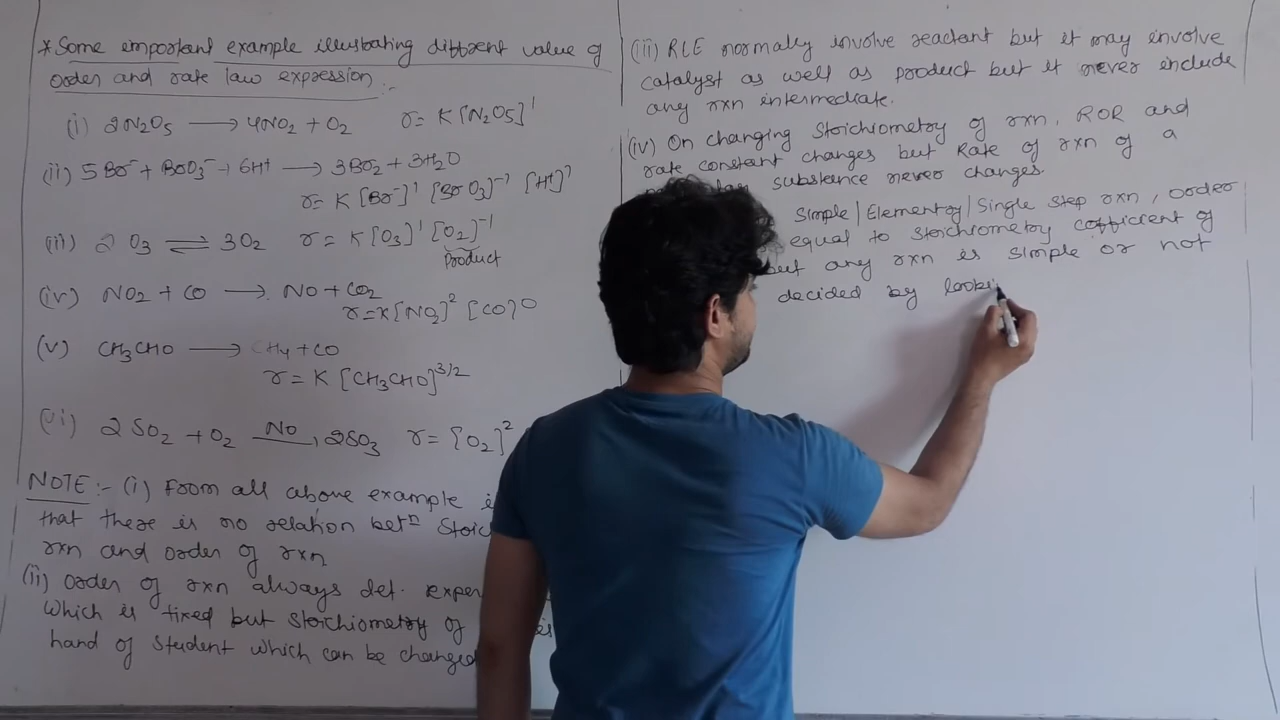 * Some emportant example illustrating different value of
order and rate law expression :-
(i) 2N2O5 ⟶ 4NO2 + O2 r = K[N2O5]¹
(ii) 5Br⁻ + BrO3⁻ + 6H⁺ ⟶ 3BO2 + 3H2O
r = K [Br⁻]¹ [BrO3]⁻¹ [H⁺]⁷
(iii) 2 O3 ⇌ 3O2 r = K[O3]¹ [O2]⁻¹
Product
(iv) NO2 + CO ⟶ NO + CO2
r = K[NO2]² [CO]0
(v) CH3CHO ⟶ CH4 + CO
r = K [CH3CHO]3/2
(vi) 2SO2 + O2 NO 2SO3 r = [O2]²
NOTE :- (i) From all above example
that there is no relation betⁿ Stoic
rxn and order of rxn
(ii) order of rxn always det. exper
which is fixed but Stoichiometry of
hand of student which can be changed
(iii) RLE normally involve reactant but it may involve
catalyst as well as product but it never include
any rxn intermediate.
(iv) On changing Stoichiometry of rxn, ROR and
rate constant changes but Rate of rxn of a
substance never changes.
Simple/Elementry/Single step rxn, order
equal to stoichiometry cofficient of
but any rxn is simple or not
decided by looki